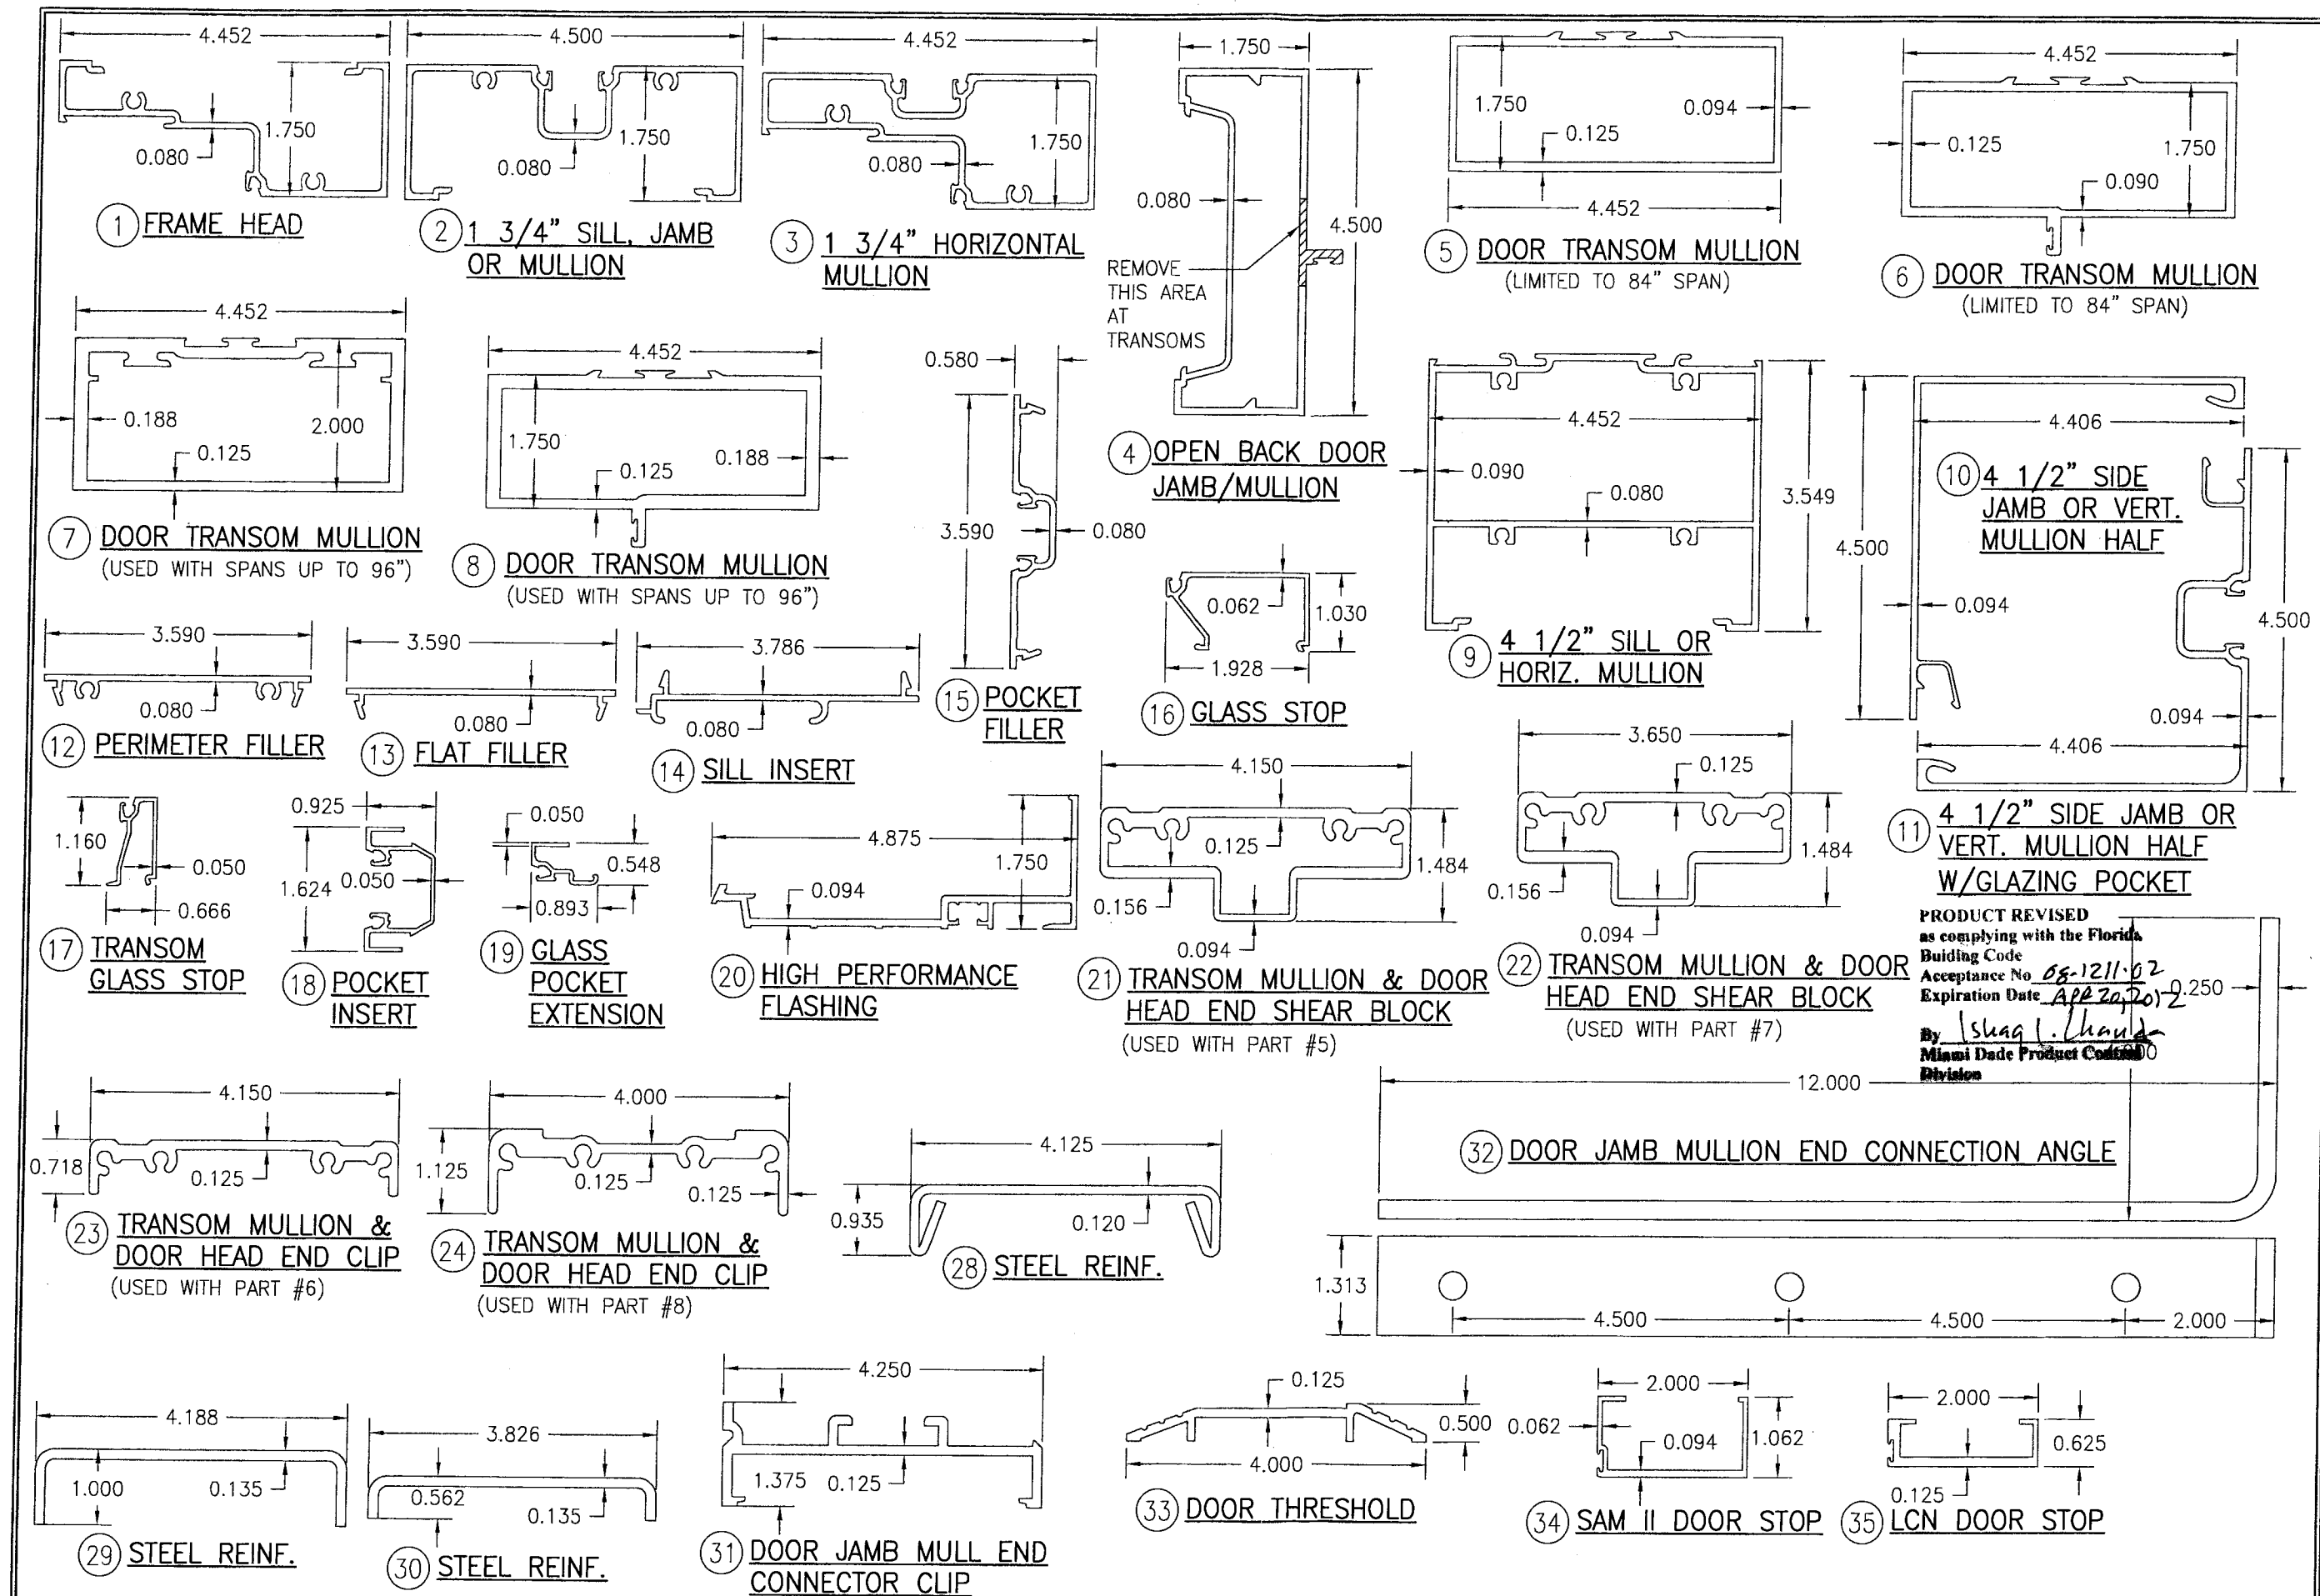 4.452
1.750
0.080
1 FRAME HEAD
4.500
0.080
1.750
2 1 3/4" SILL, JAMB
OR MULLION
4.452
0.080
1.750
3 1 3/4" HORIZONTAL
MULLION
1.750
0.080
4.500
REMOVE
THIS AREA
AT
TRANSOMS
4 OPEN BACK DOOR
JAMB/MULLION
1.750
0.094
0.125
4.452
5 DOOR TRANSOM MULLION
(LIMITED TO 84" SPAN)
4.452
0.125
1.750
0.090
6 DOOR TRANSOM MULLION
(LIMITED TO 84" SPAN)
4.452
0.188
2.000
0.125
7 DOOR TRANSOM MULLION
(USED WITH SPANS UP TO 96")
4.452
1.750
0.125
0.188
8 DOOR TRANSOM MULLION
(USED WITH SPANS UP TO 96")
0.580
3.590
0.080
15 POCKET
FILLER
0.062
1.030
1.928
16 GLASS STOP
4.452
0.090
0.080
3.549
9 4 1/2" SILL OR
HORIZ. MULLION
4.406
4.500
10 4 1/2" SIDE
JAMB OR VERT.
MULLION HALF
0.094
4.500
0.094
4.406
11 4 1/2" SIDE JAMB OR
VERT. MULLION HALF
W/GLAZING POCKET
3.590
0.080
12 PERIMETER FILLER
3.590
0.080
13 FLAT FILLER
3.786
0.080
14 SILL INSERT
1.160
0.050
0.666
17 TRANSOM
GLASS STOP
0.925
1.624
0.050
18 POCKET
INSERT
0.050
0.548
0.893
19 GLASS
POCKET
EXTENSION
4.875
0.094
1.750
20 HIGH PERFORMANCE
FLASHING
4.150
0.125
1.484
0.156
0.094
21 TRANSOM MULLION & DOOR
HEAD END SHEAR BLOCK
(USED WITH PART #5)
3.650
0.125
1.484
0.156
0.094
22 TRANSOM MULLION & DOOR
HEAD END SHEAR BLOCK
(USED WITH PART #7)
PRODUCT REVISED
as complying with the Florida
Buiding Code
Acceptance No 08-1211.02
Expiration Date APR 20, 2012
By
Miami Dade Product Control
Division
0.250
12.000
32 DOOR JAMB MULLION END CONNECTION ANGLE
1.313
4.500
4.500
2.000
4.150
0.718
0.125
23 TRANSOM MULLION &
DOOR HEAD END CLIP
(USED WITH PART #6)
4.000
1.125
0.125
0.125
24 TRANSOM MULLION &
DOOR HEAD END CLIP
(USED WITH PART #8)
4.125
0.935
0.120
28 STEEL REINF.
4.188
1.000
0.135
29 STEEL REINF.
3.826
0.562
0.135
30 STEEL REINF.
4.250
1.375
0.125
31 DOOR JAMB MULL END
CONNECTOR CLIP
0.125
0.500
4.000
33 DOOR THRESHOLD
2.000
0.062
0.094
1.062
34 SAM II DOOR STOP
2.000
0.625
0.125
35 LCN DOOR STOP